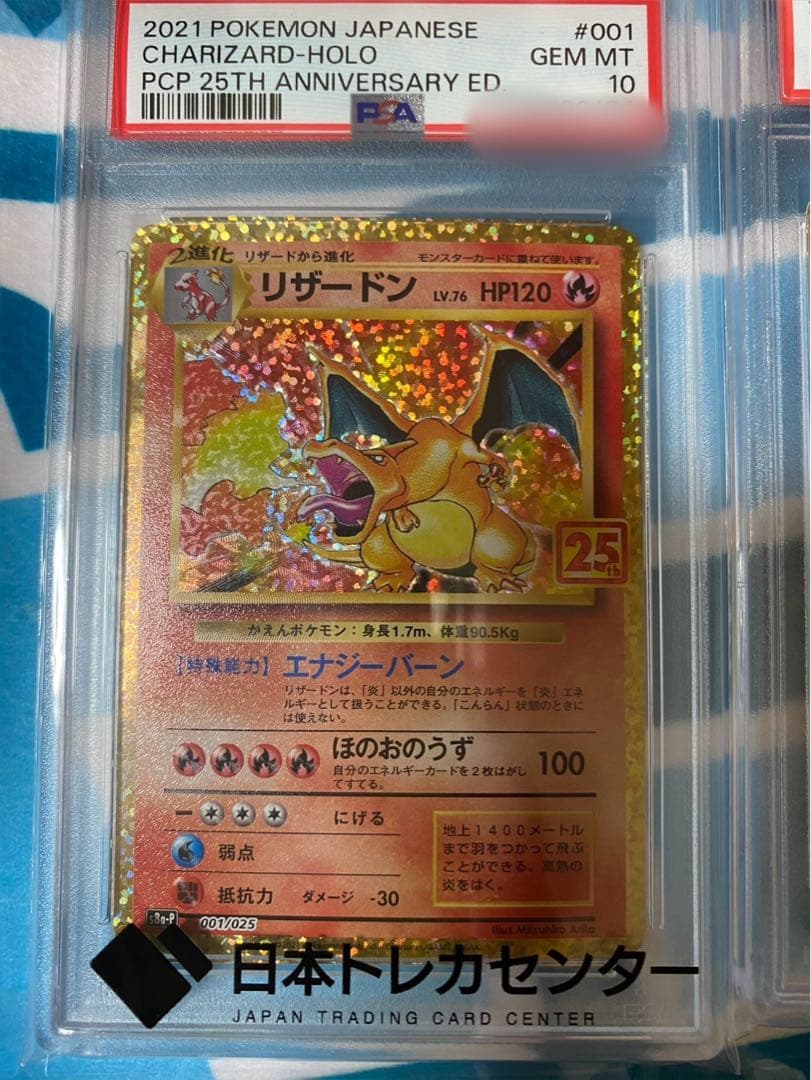 2021 POKEMON JAPANESE #001
CHARIZARD-HOLO GEM MT
PCP 25TH ANNIVERSARY ED. 10
PSA
2進化 リザードから進化 モンスターカードに重ねて使います。
リザードン LV.76 HP120
25th
かえんポケモン:身長1.7m、体重90.5Kg
【特殊能力】 エナジーバーン
リザードンは、「炎」以外の自分のエネルギーを「炎」エネ
ルギーとして扱うことができる。「こんらん」状態のときに
は使えない。
ほのおのうず 100
自分のエネルギーカードを2枚はがし
てすてる。
にげる
弱点
抵抗力 ダメージ -30
地上1400メートル
まで羽をつかって飛ぶ
ことができる。高熱の
炎をはく。
s8a-P 001/025 Illus. Mitsuhiro Arita
日本トレカセンター
JAPAN TRADING CARD CENTER